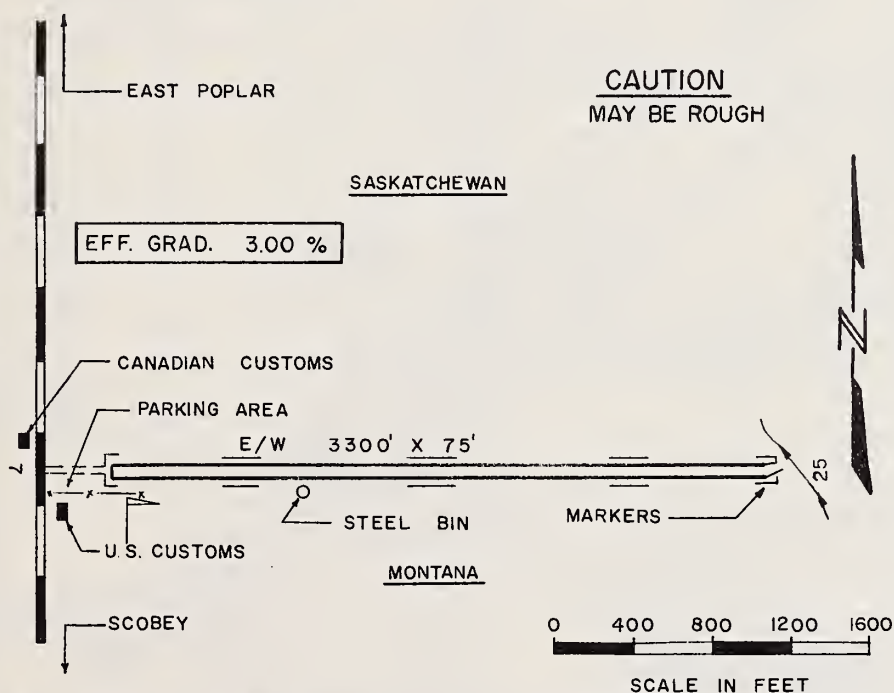 EAST POPLAR
CAUTION
MAY BE ROUGH
SASKATCHEWAN
EFF. GRAD. 3.00 %
N
CANADIAN CUSTOMS
PARKING AREA
E/W 3300' X 75'
7
25
STEEL BIN
MARKERS
U.S. CUSTOMS
MONTANA
SCOBEY
0 400 800 1200 1600
SCALE IN FEET